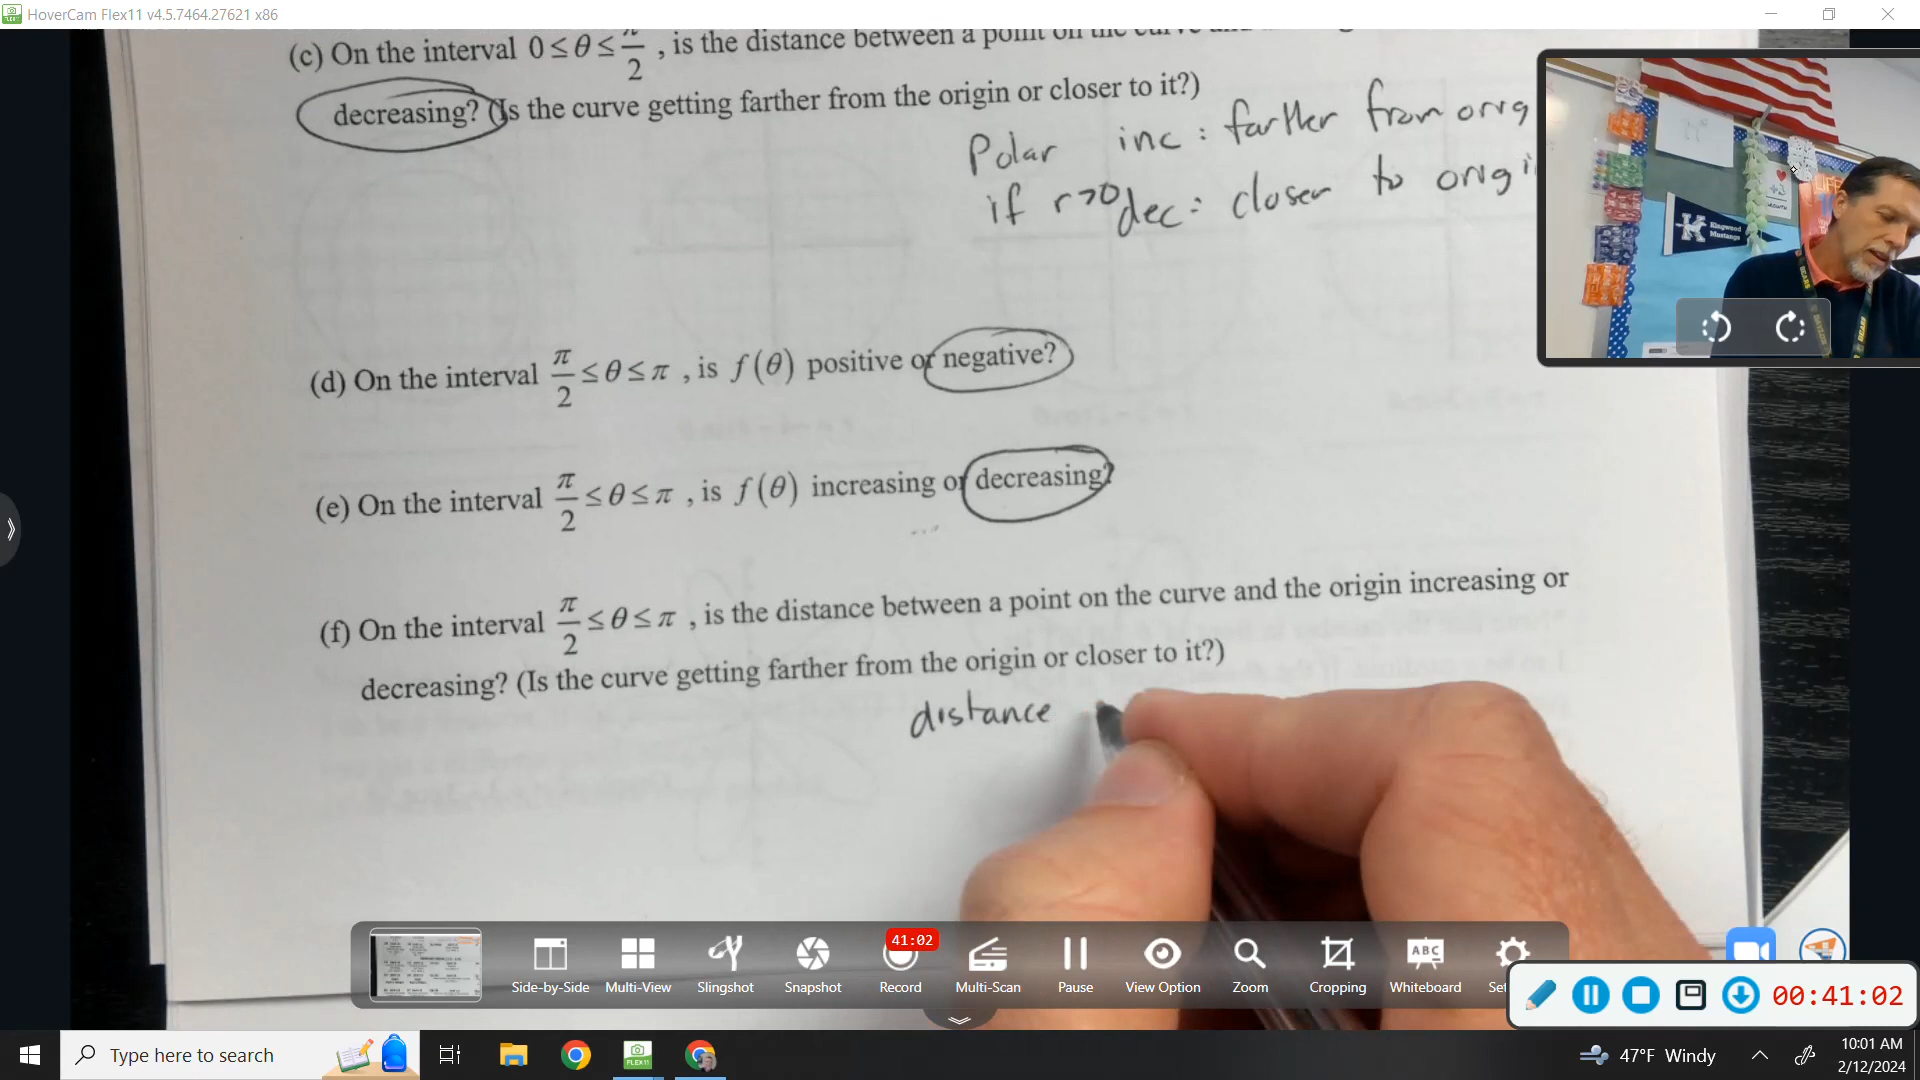 HoverCam Flex11 v4.5.7464.27621 x86
(c) On the interval 0 ≤ θ ≤ π/2 , is the distance between a point on the curve and
decreasing? (Is the curve getting farther from the origin or closer to it?)
Polar inc : farther from orig
if r>0 dec : closer to origi
Kingwood
Mustangs
(d) On the interval π/2 ≤ θ ≤ π , is f(θ) positive or negative?
(e) On the interval π/2 ≤ θ ≤ π , is f(θ) increasing or decreasing?
(f) On the interval π/2 ≤ θ ≤ π , is the distance between a point on the curve and the origin increasing or
decreasing? (Is the curve getting farther from the origin or closer to it?)
distance
41:02
ABC
Side-by-Side Multi-View Slingshot Snapshot Record Multi-Scan Pause View Option Zoom Cropping Whiteboard Set
00:41:02
Type here to search
FLEX11
47°F Windy
10:01 AM
2/12/2024